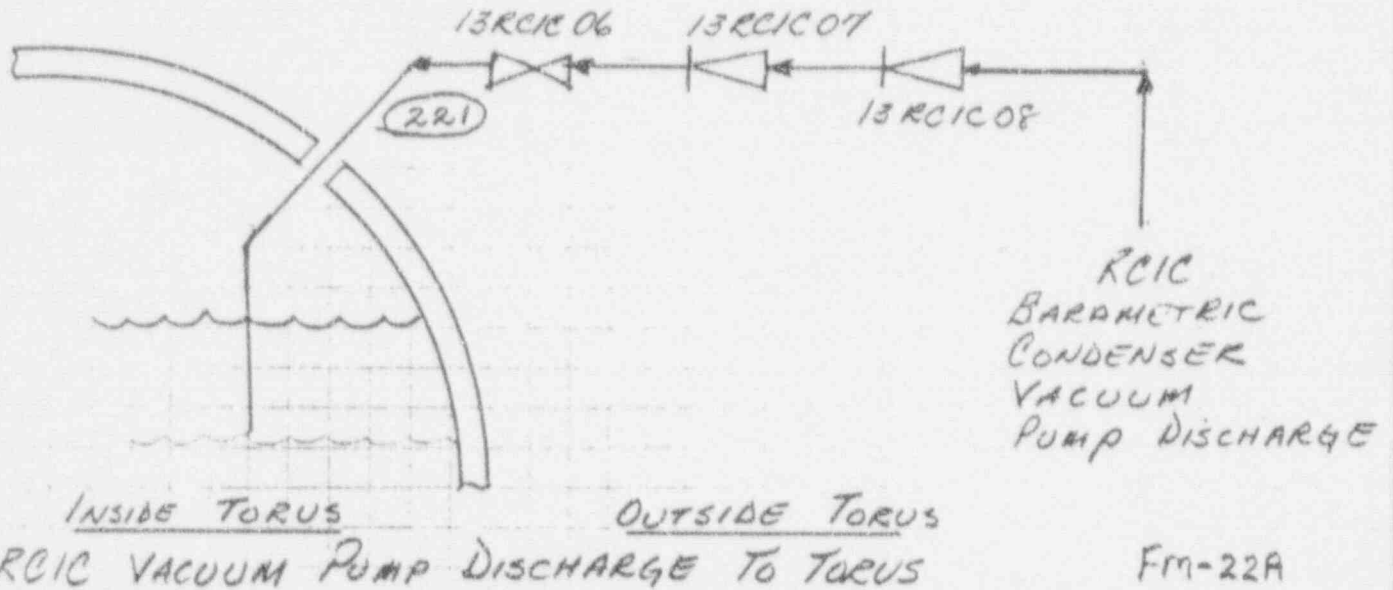 13RCIC06
13RCIC07
13RCIC08
221
RCIC
BAROMETRIC
CONDENSER
VACUUM
PUMP DISCHARGE
INSIDE TORUS
OUTSIDE TORUS
RCIC VACUUM PUMP DISCHARGE TO TORUS
FM-22A